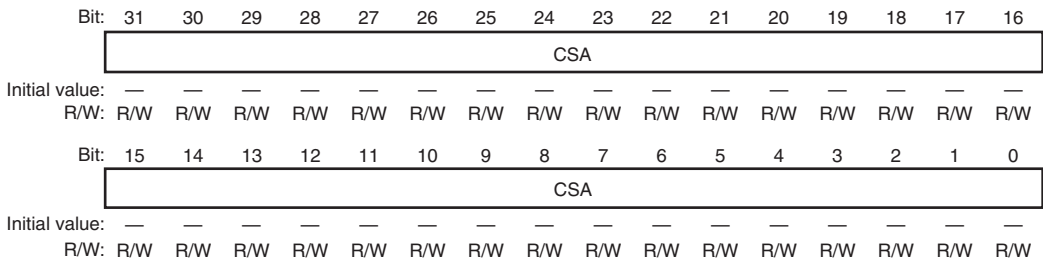 Bit: 31 30 29 28 27 26 25 24 23 22 21 20 19 18 17 16
CSA
Initial value: — — — — — — — — — — — — — — — —
R/W: R/W R/W R/W R/W R/W R/W R/W R/W R/W R/W R/W R/W R/W R/W R/W R/W
Bit: 15 14 13 12 11 10 9 8 7 6 5 4 3 2 1 0
CSA
Initial value: — — — — — — — — — — — — — — — —
R/W: R/W R/W R/W R/W R/W R/W R/W R/W R/W R/W R/W R/W R/W R/W R/W R/W